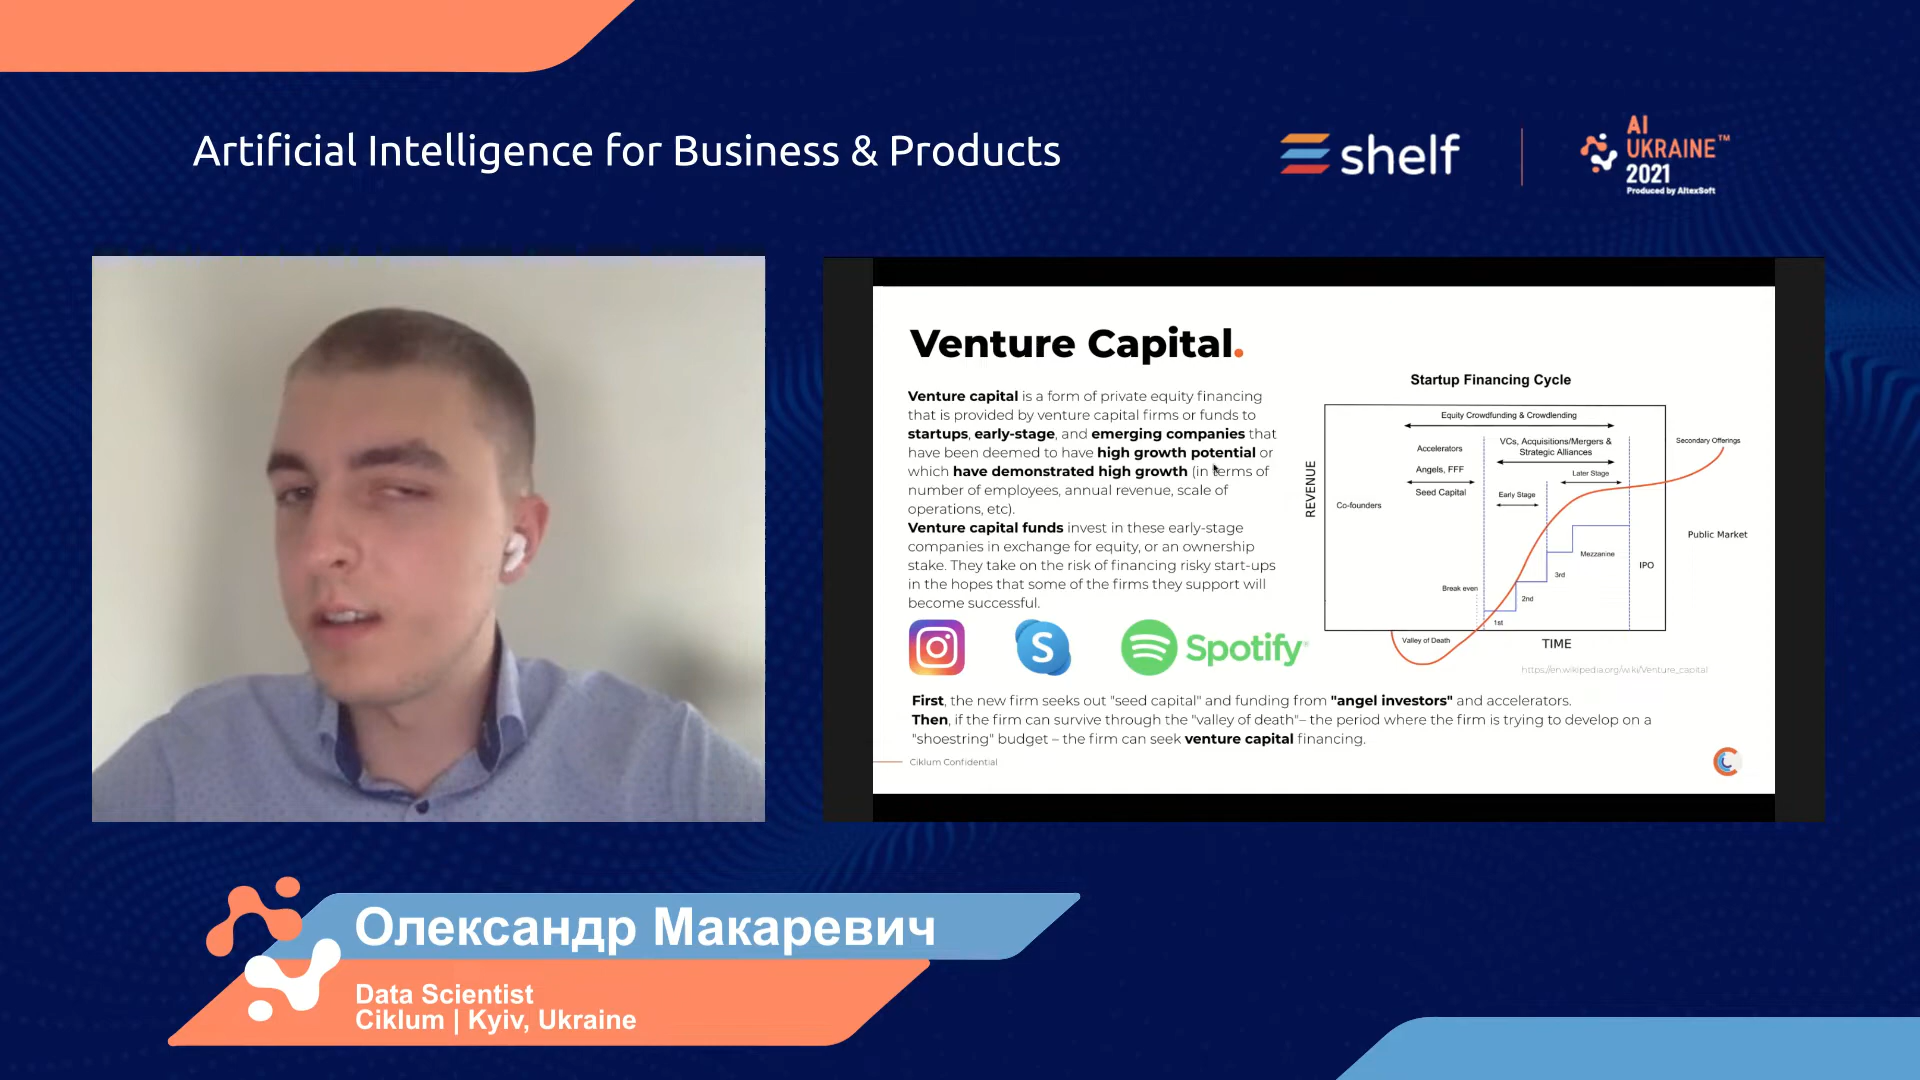 Artificial Intelligence for Business & Products
shelf
AI
UKRAINE™
2021
Produced by AltexSoft
Venture Capital.
Venture capital is a form of private equity financing
that is provided by venture capital firms or funds to
startups, early-stage, and emerging companies that
have been deemed to have high growth potential or
which have demonstrated high growth (in terms of
number of employees, annual revenue, scale of
operations, etc).
Venture capital funds invest in these early-stage
companies in exchange for equity, or an ownership
stake. They take on the risk of financing risky start-ups
in the hopes that some of the firms they support will
become successful.
S
Spotify®
Startup Financing Cycle
Equity Crowdfunding & Crowdlending
Accelerators
Angels, FFF
Seed Capital
VCs, Acquisitions/Mergers &
Strategic Alliances
Later Stage
Early Stage
Secondary Offerings
REVENUE
Co-founders
Public Market
Mezzanine
IPO
3rd
Break even
2nd
1st
Valley of Death
TIME
https://en.wikipedia.org/wiki/Venture_capital
First, the new firm seeks out "seed capital" and funding from "angel investors" and accelerators.
Then, if the firm can survive through the "valley of death"– the period where the firm is trying to develop on a
"shoestring" budget – the firm can seek venture capital financing.
Ciklum Confidential
Олександр Макаревич
Data Scientist
Ciklum | Kyiv, Ukraine